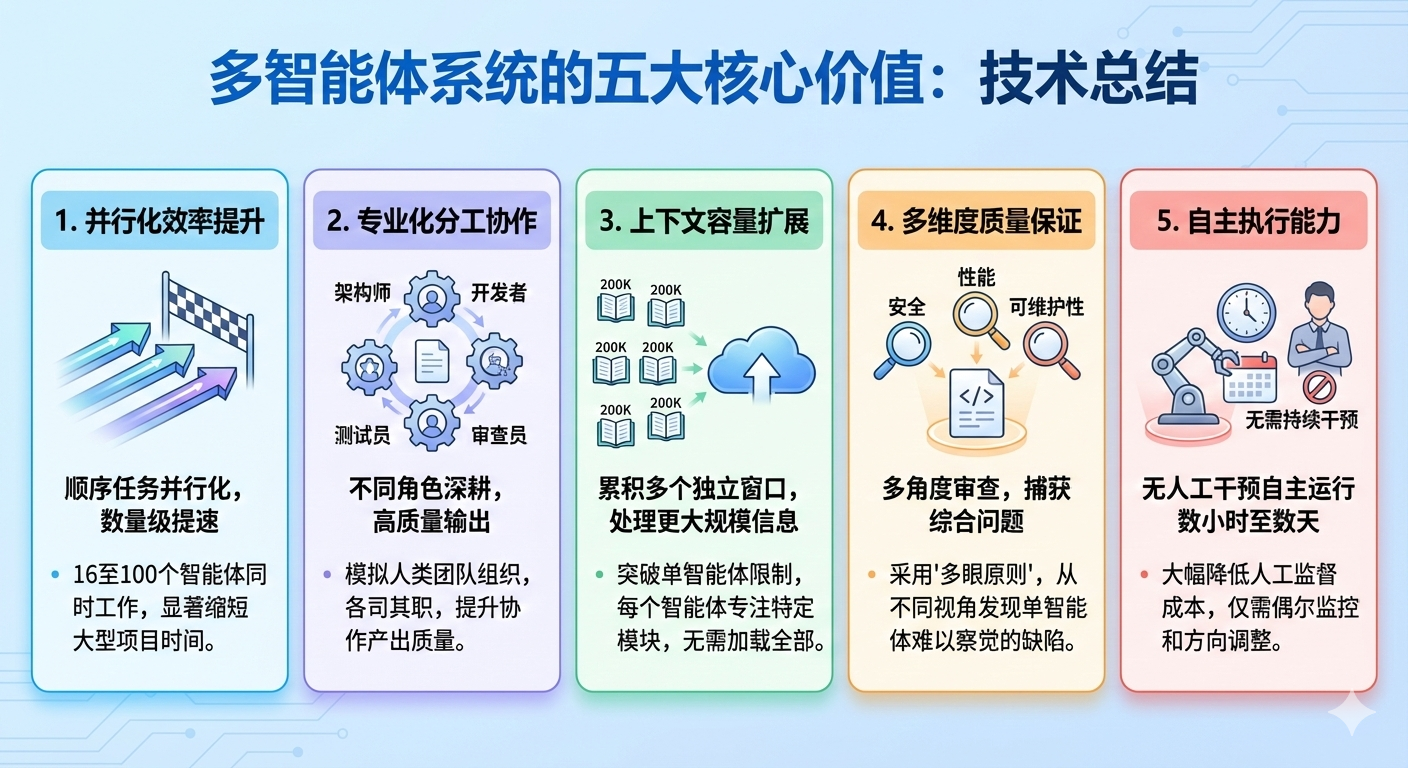 多智能体系统的五大核心价值：技术总结
1. 并行化效率提升
顺序任务并行化，
数量级提速
• 16至100个智能体同
时工作，显著缩短
大型项目时间。
2. 专业化分工协作
架构师
开发者
测试员
审查员
不同角色深耕，
高质量输出
• 模拟人类团队组织，
各司其职，提升协
作产出质量。
3. 上下文容量扩展
200K
200K
200K
200K
200K
200K
累积多个独立窗口，
处理更大规模信息
• 突破单智能体限制，
每个智能体专注特定
模块，无需加载全部。
4. 多维度质量保证
性能
安全
可维护性
</>
多角度审查，捕获
综合问题
• 采用'多眼原则'，从
不同视角发现单智能
体难以察觉的缺陷。
5. 自主执行能力
无需持续干预
无人工干预自主运行
数小时至数天
• 大幅降低人工监督
成本，仅需偶尔监控
和方向调整。